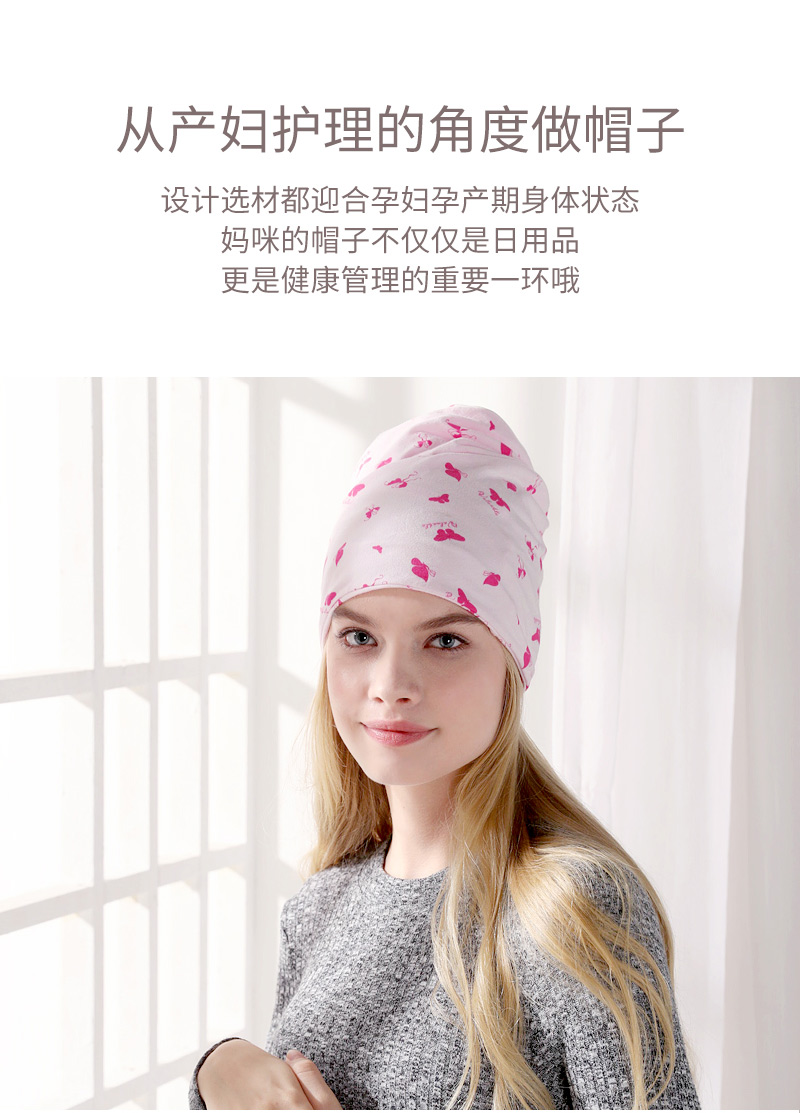 从产妇护理的角度做帽子
设计选材都迎合孕妇孕产期身体状态
妈咪的帽子不仅仅是日用品
更是健康管理的重要一环哦